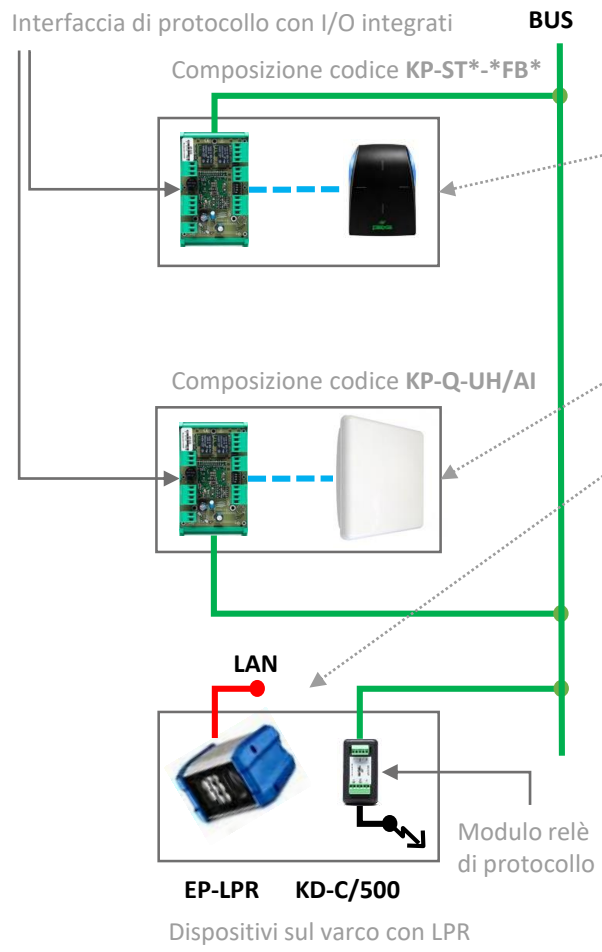 Interfaccia di protocollo con I/O integrati
BUS
Composizione codice KP-ST*-*FB*
Composizione codice KP-Q-UH/AI
LAN
Modulo relè
di protocollo
EP-LPR
KD-C/500
Dispositivi sul varco con LPR